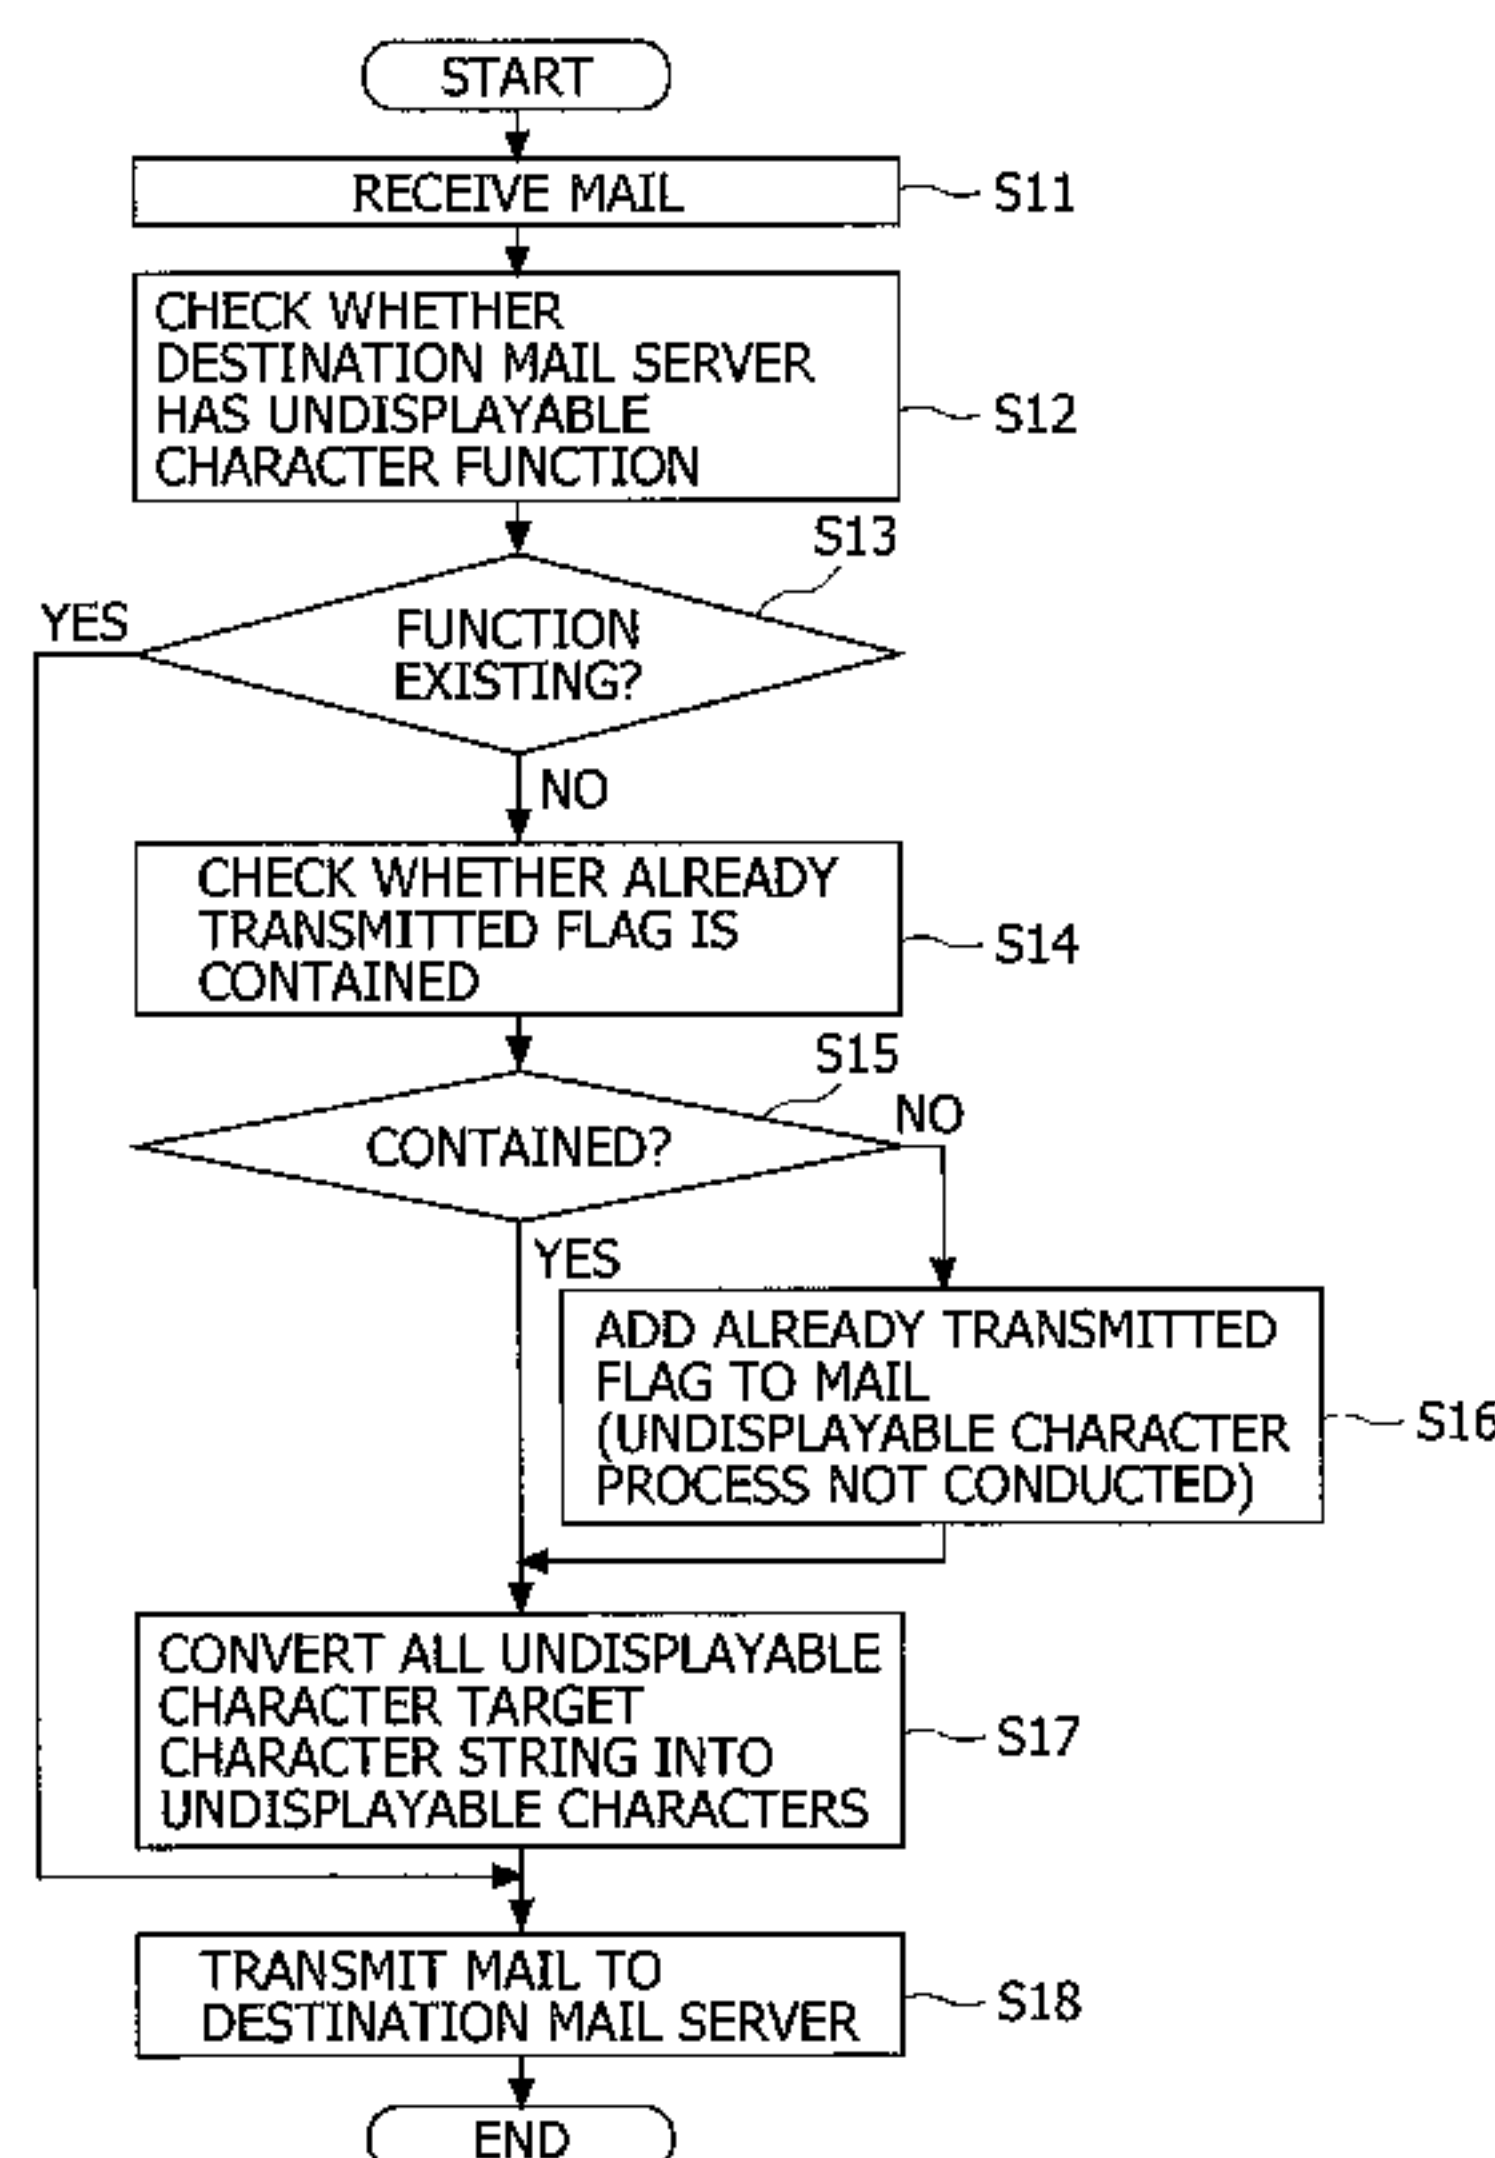 START
RECEIVE MAIL
S11
CHECK WHETHER
DESTINATION MAIL SERVER
HAS UNDISPLAYABLE
CHARACTER FUNCTION
S12
S13
YES
FUNCTION
EXISTING?
NO
CHECK WHETHER ALREADY
TRANSMITTED FLAG IS
CONTAINED
S14
S15
NO
CONTAINED?
YES
ADD ALREADY TRANSMITTED
FLAG TO MAIL
(UNDISPLAYABLE CHARACTER
PROCESS NOT CONDUCTED)
S16
CONVERT ALL UNDISPLAYABLE
CHARACTER TARGET
CHARACTER STRING INTO
UNDISPLAYABLE CHARACTERS
S17
TRANSMIT MAIL TO
DESTINATION MAIL SERVER
S18
END